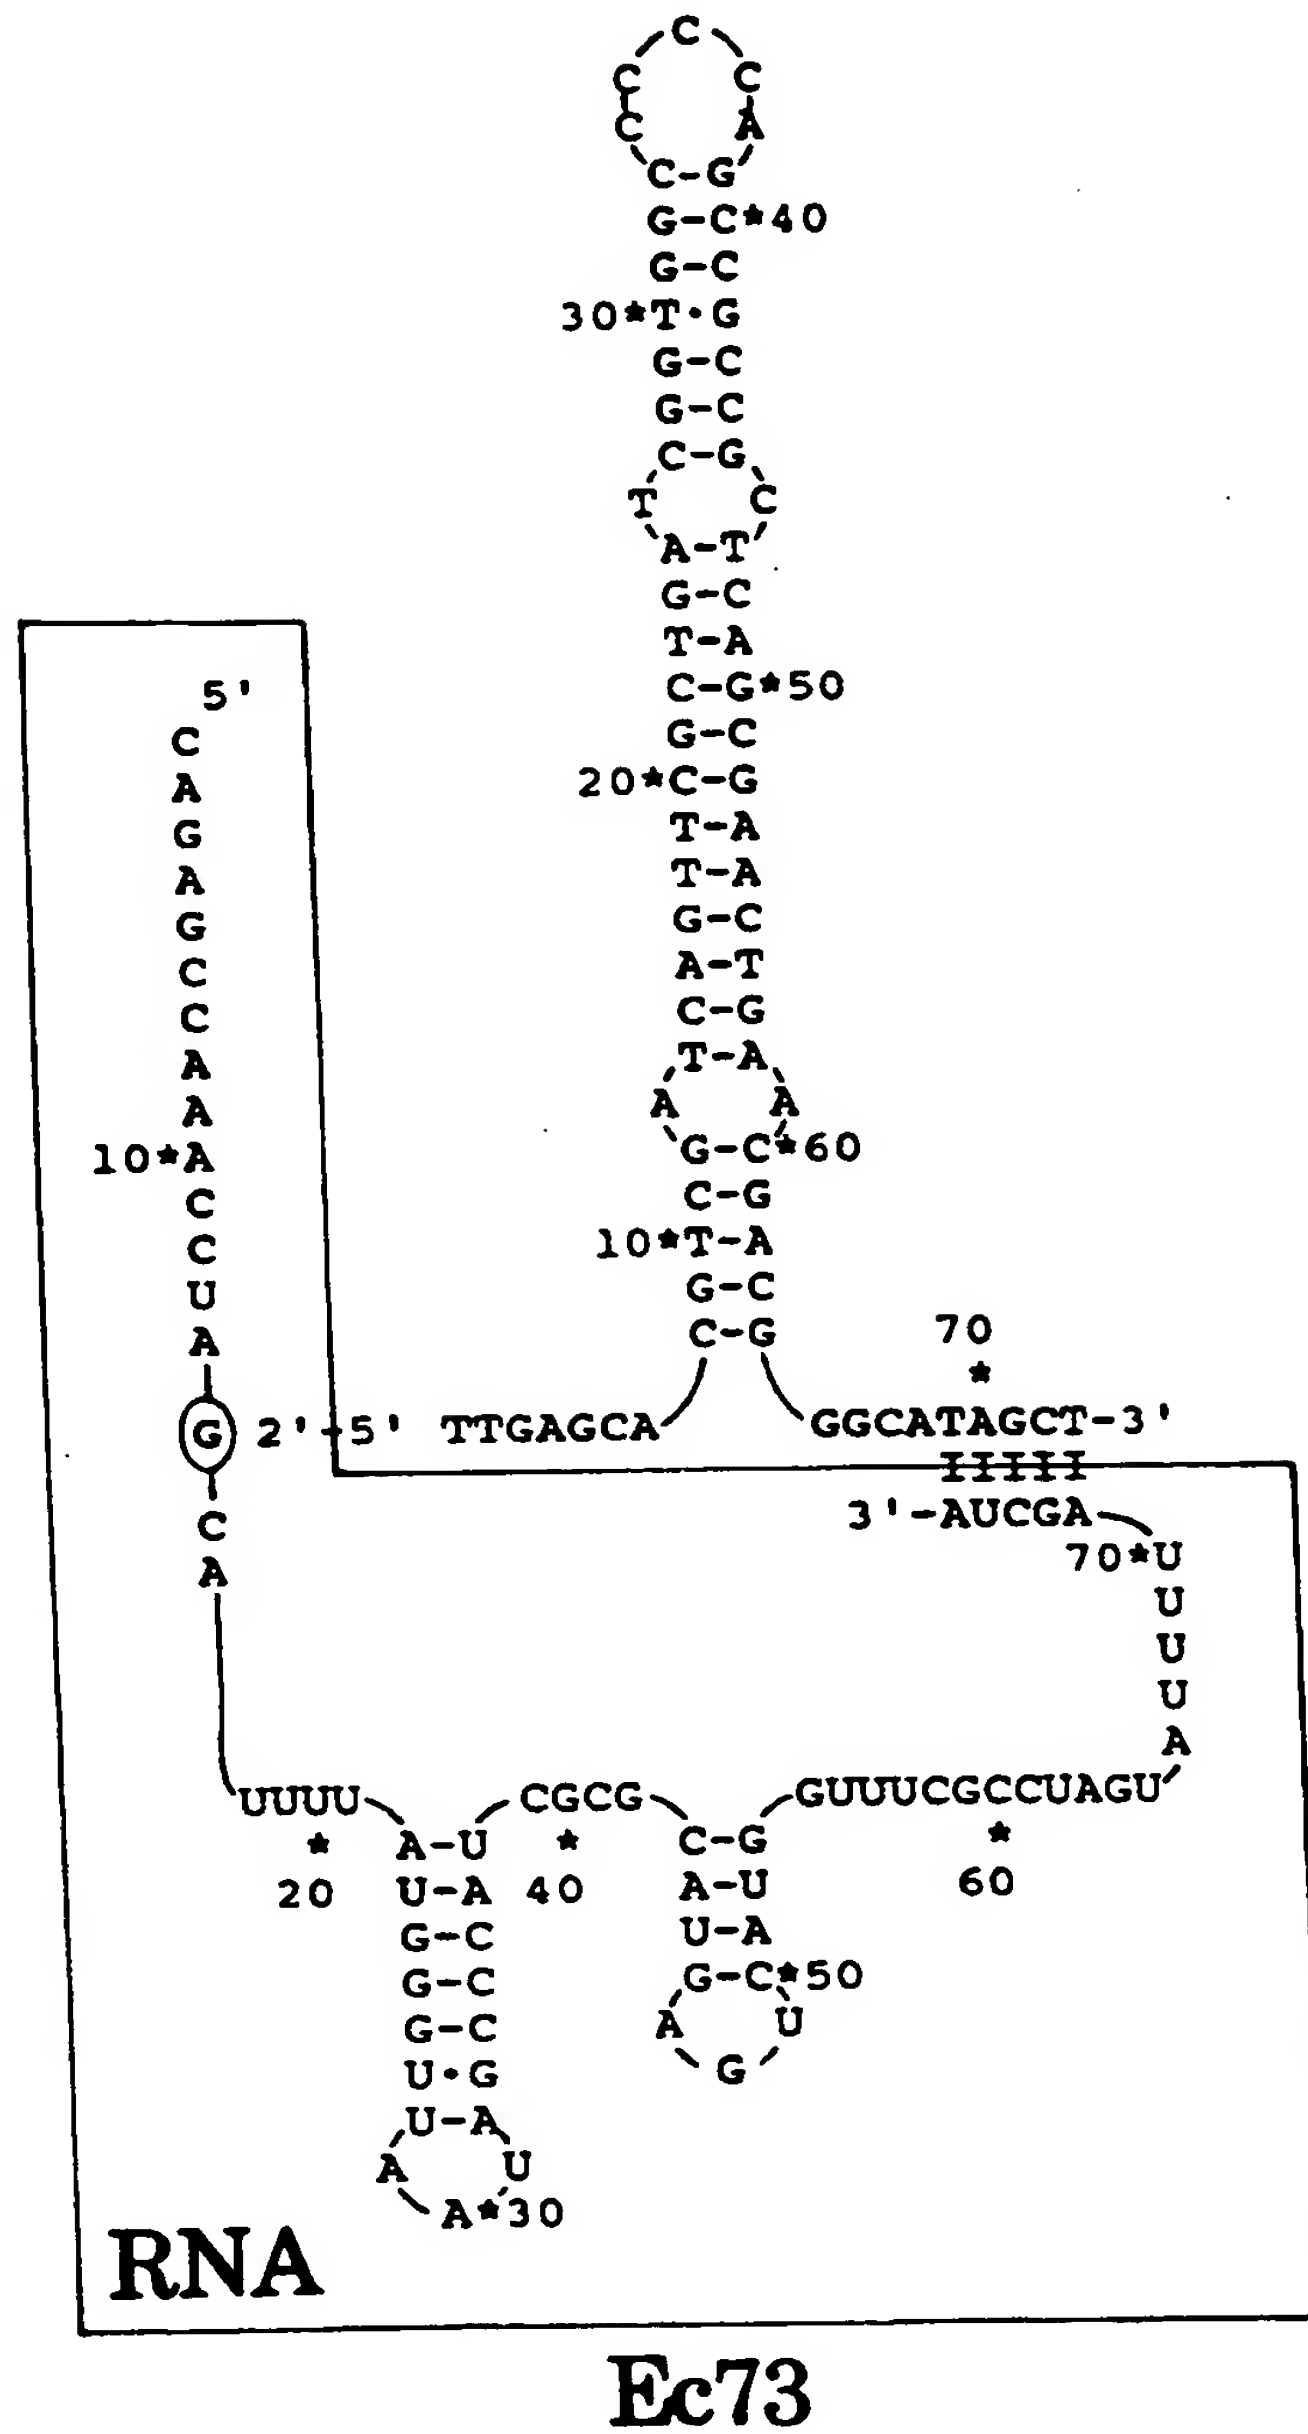 C
C C
C A
C-G
G-C*40
G-C
30*T·G
G-C
G-C
C-G
T C
A-T
G-C
T-A
C-G*50
G-C
20*C-G
T-A
T-A
G-C
A-T
C-G
T-A
A A
G-C*60
C-G
10*T-A
G-C
C-G
70
*
5'
C
A
G
A
G
C
C
A
A
10*A
C
C
U
A
G 2'-5' TTGAGCA GGCATAGCT-3'
IIIII
C
A
3'-AUCGA
70*U
U
U
U
A
UUUU CGCG GUUUCGCCUAGU
* A-U * C-G *
20 U-A 40 A-U 60
G-C U-A
G-C G-C*50
G-C A U
U·G G
U-A
A U
A*30
RNA
Ec73